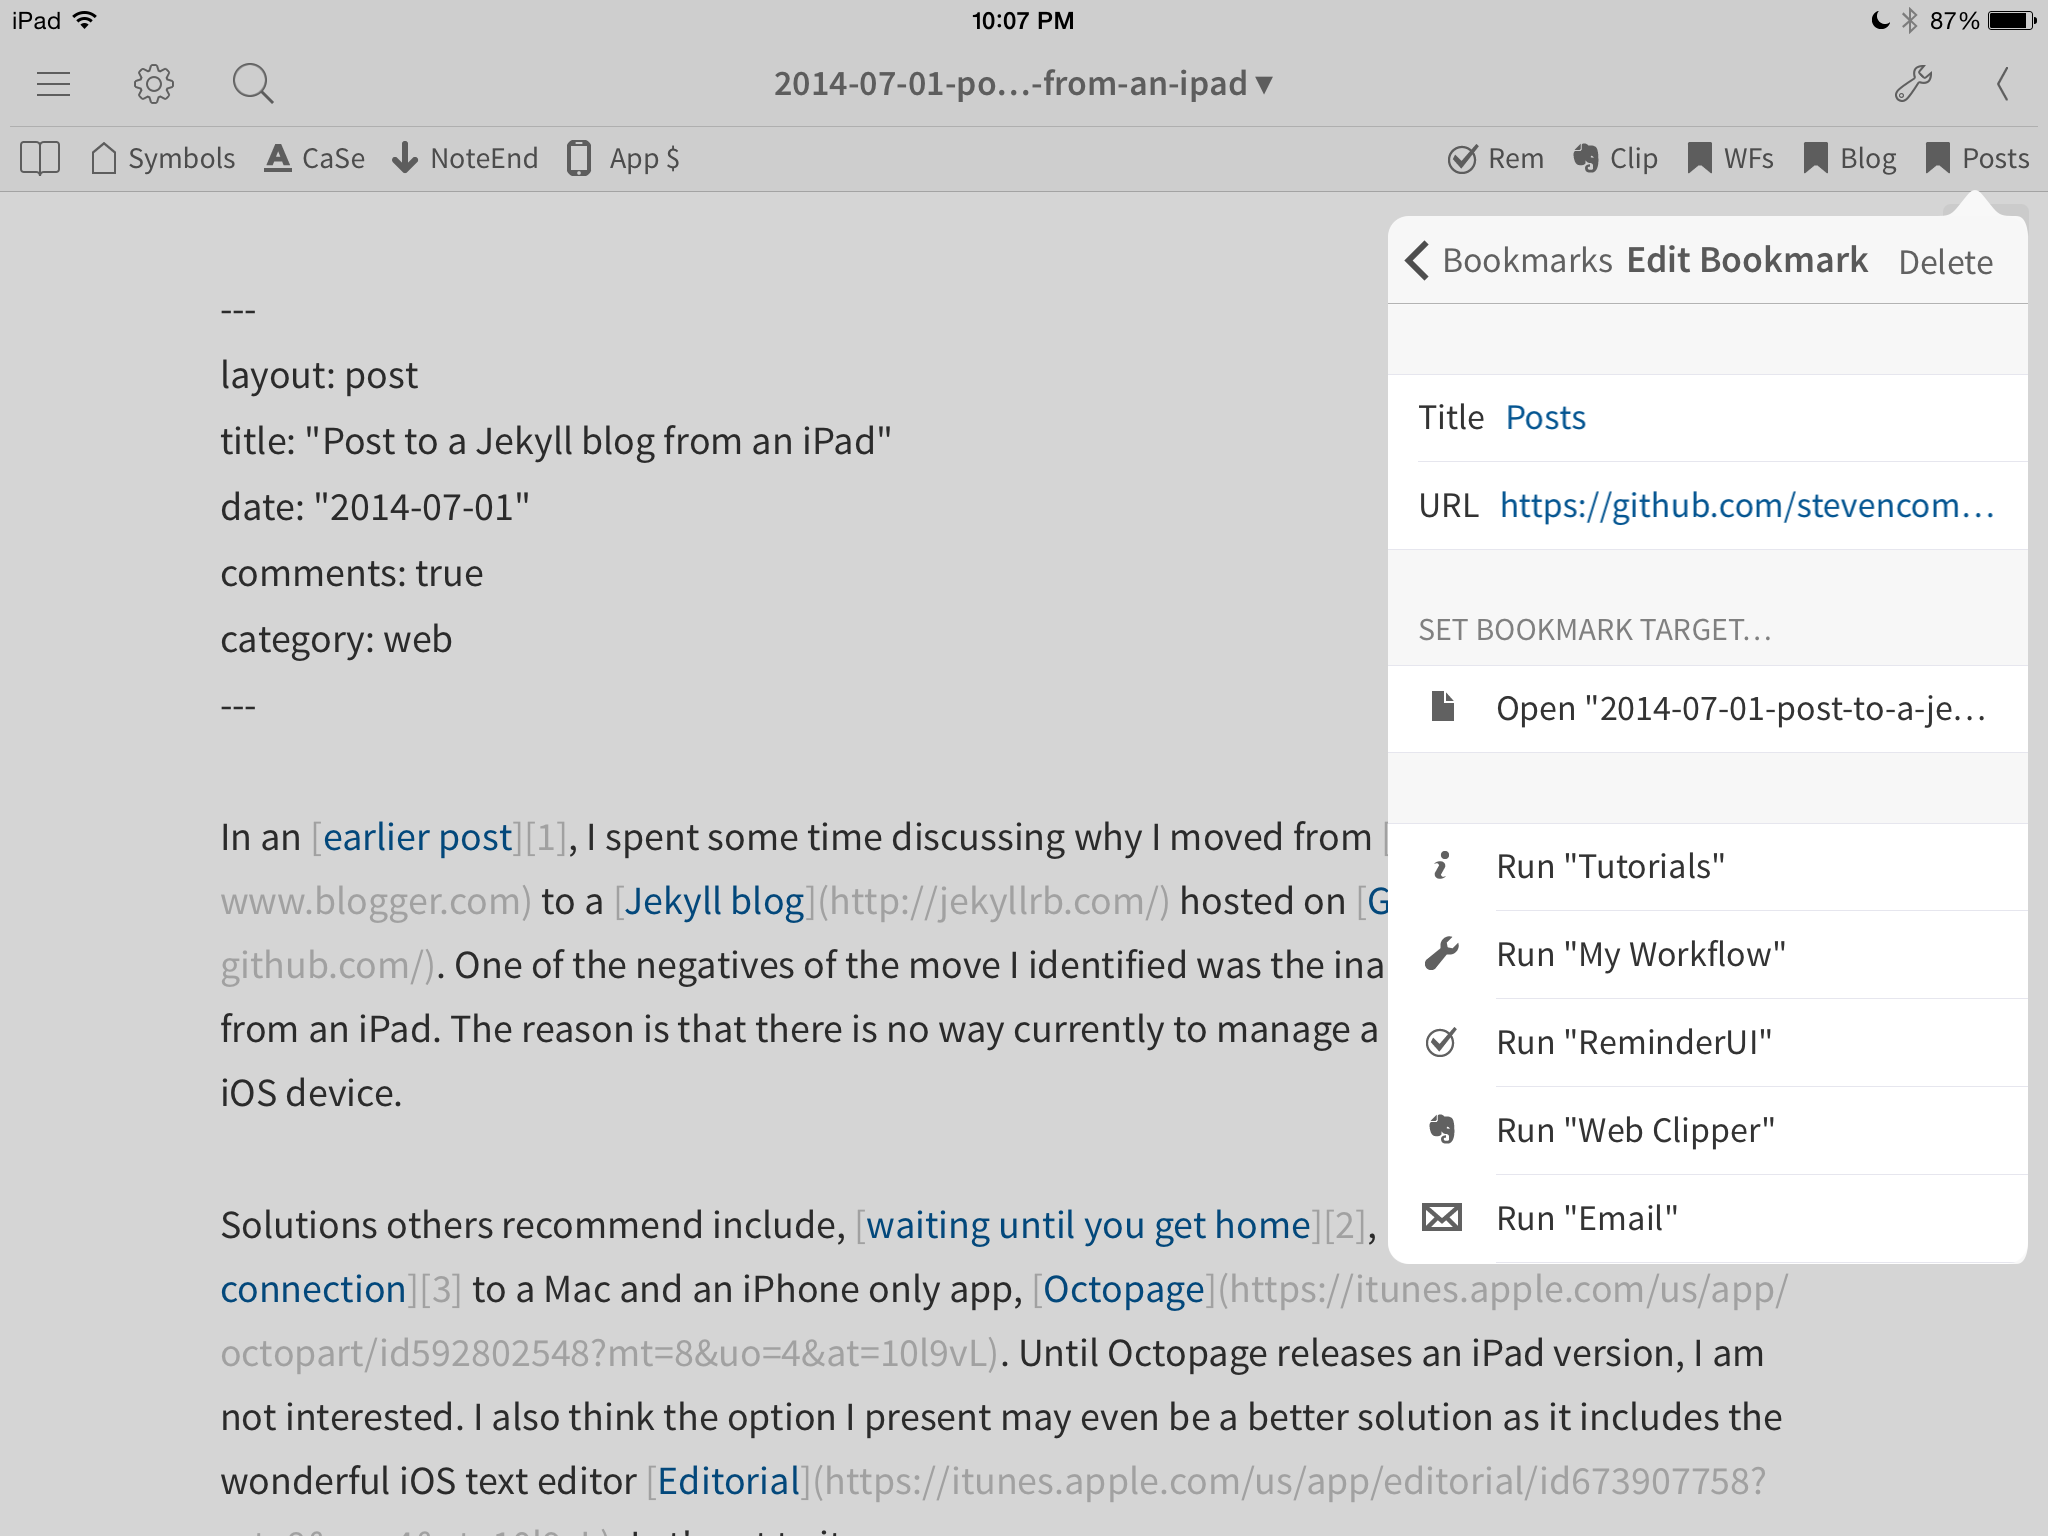 iPad 10:07 PM 87%
2014-07-01-po...-from-an-ipad ▾
Symbols CaSe NoteEnd App $ Rem Clip WFs Blog Posts
Bookmarks Edit Bookmark Delete
Title Posts
URL https://github.com/stevencom...
SET BOOKMARK TARGET...
Open "2014-07-01-post-to-a-je...
Run "Tutorials"
Run "My Workflow"
Run "ReminderUI"
Run "Web Clipper"
Run "Email"
---
layout: post
title: "Post to a Jekyll blog from an iPad"
date: "2014-07-01"
comments: true
category: web
---
In an [earlier post][1], I spent some time discussing why I moved from [
www.blogger.com) to a [Jekyll blog](http://jekyllrb.com/) hosted on [G
github.com/). One of the negatives of the move I identified was the ina
from an iPad. The reason is that there is no way currently to manage a
iOS device.
Solutions others recommend include, [waiting until you get home][2],
connection][3] to a Mac and an iPhone only app, [Octopage](https://itunes.apple.com/us/app/
octopart/id592802548?mt=8&uo=4&at=10l9vL). Until Octopage releases an iPad version, I am
not interested. I also think the option I present may even be a better solution as it includes the
wonderful iOS text editor [Editorial](https://itunes.apple.com/us/app/editorial/id673907758?